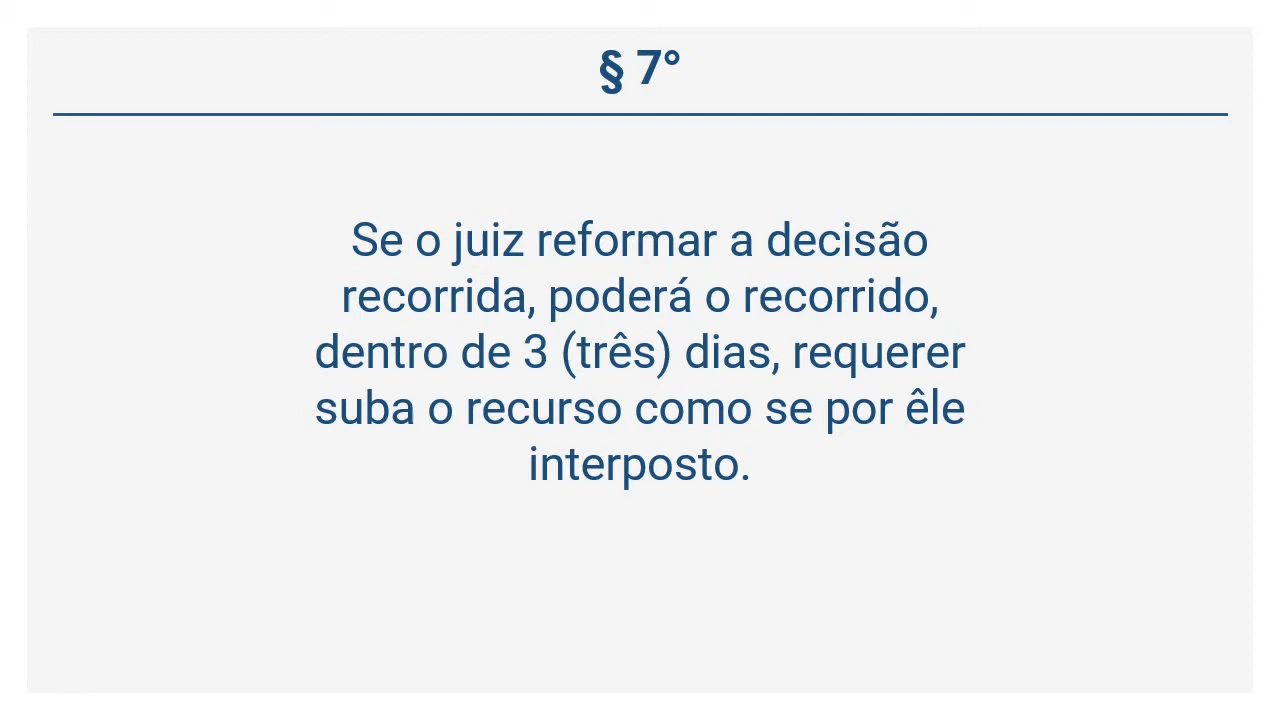 § 7°
Se o juiz reformar a decisão
recorrida, poderá o recorrido,
dentro de 3 (três) dias, requerer
suba o recurso como se por êle
interposto.